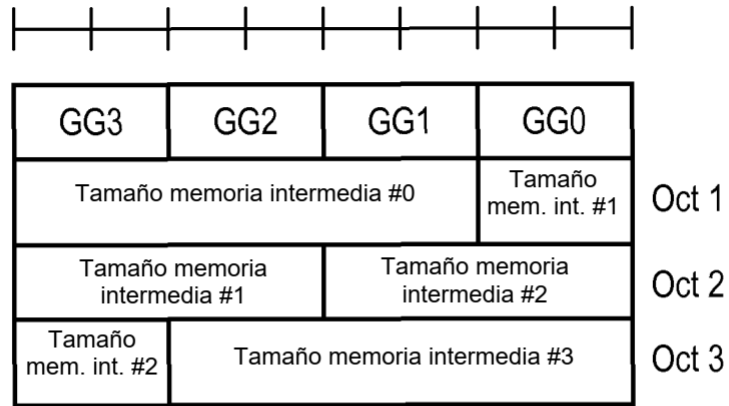 GG3 GG2 GG1 GG0
Tamaño memoria intermedia #0
Tamaño
mem. int. #1
Oct 1
Tamaño memoria
intermedia #1
Tamaño memoria
intermedia #2
Oct 2
Tamaño
mem. int. #2
Tamaño memoria intermedia #3
Oct 3